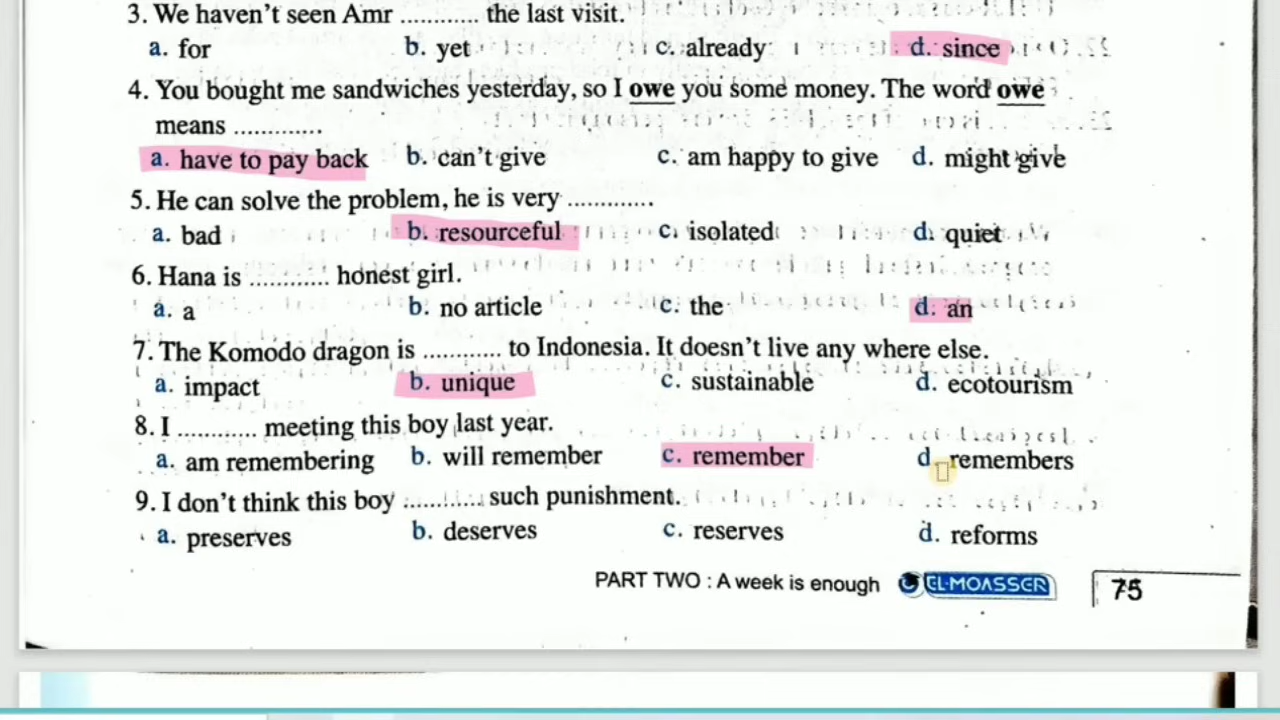 3. We haven't seen Amr ............ the last visit.
a. for b. yet c. already d. since
4. You bought me sandwiches yesterday, so I owe you some money. The word owe
means ............
a. have to pay back b. can't give c. am happy to give d. might give
5. He can solve the problem, he is very ............
a. bad b. resourceful c. isolated d. quiet
6. Hana is ............ honest girl.
a. a b. no article c. the d. an
7. The Komodo dragon is ............ to Indonesia. It doesn't live any where else.
a. impact b. unique c. sustainable d. ecotourism
8. I ............ meeting this boy last year.
a. am remembering b. will remember c. remember d. remembers
9. I don't think this boy ............ such punishment.
a. preserves b. deserves c. reserves d. reforms
PART TWO : A week is enough EL-MOASSER 75